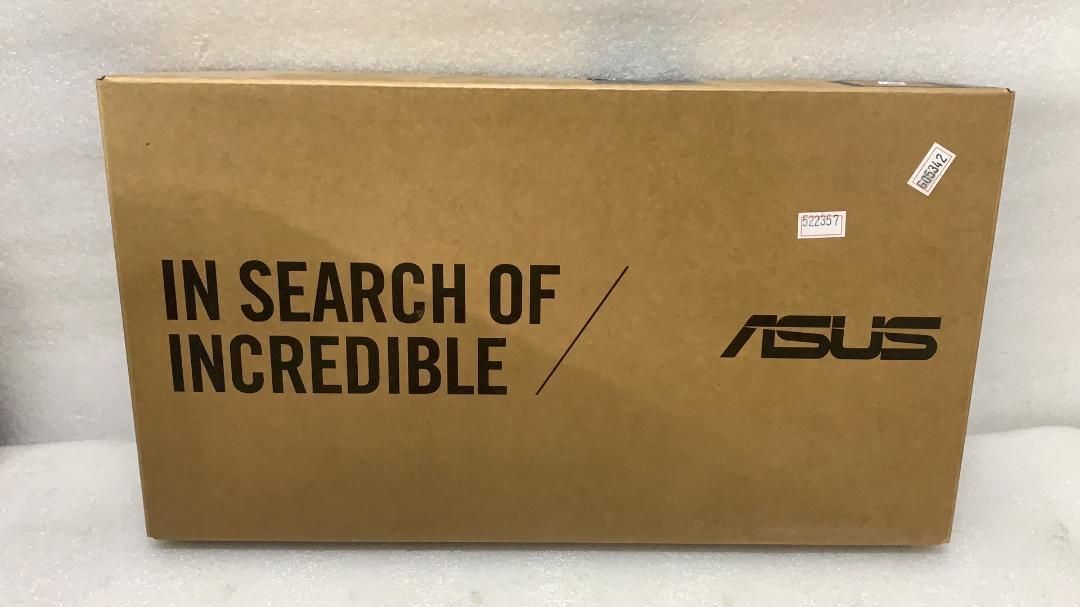 605342
522357
IN SEARCH OF
INCREDIBLE
ASUS